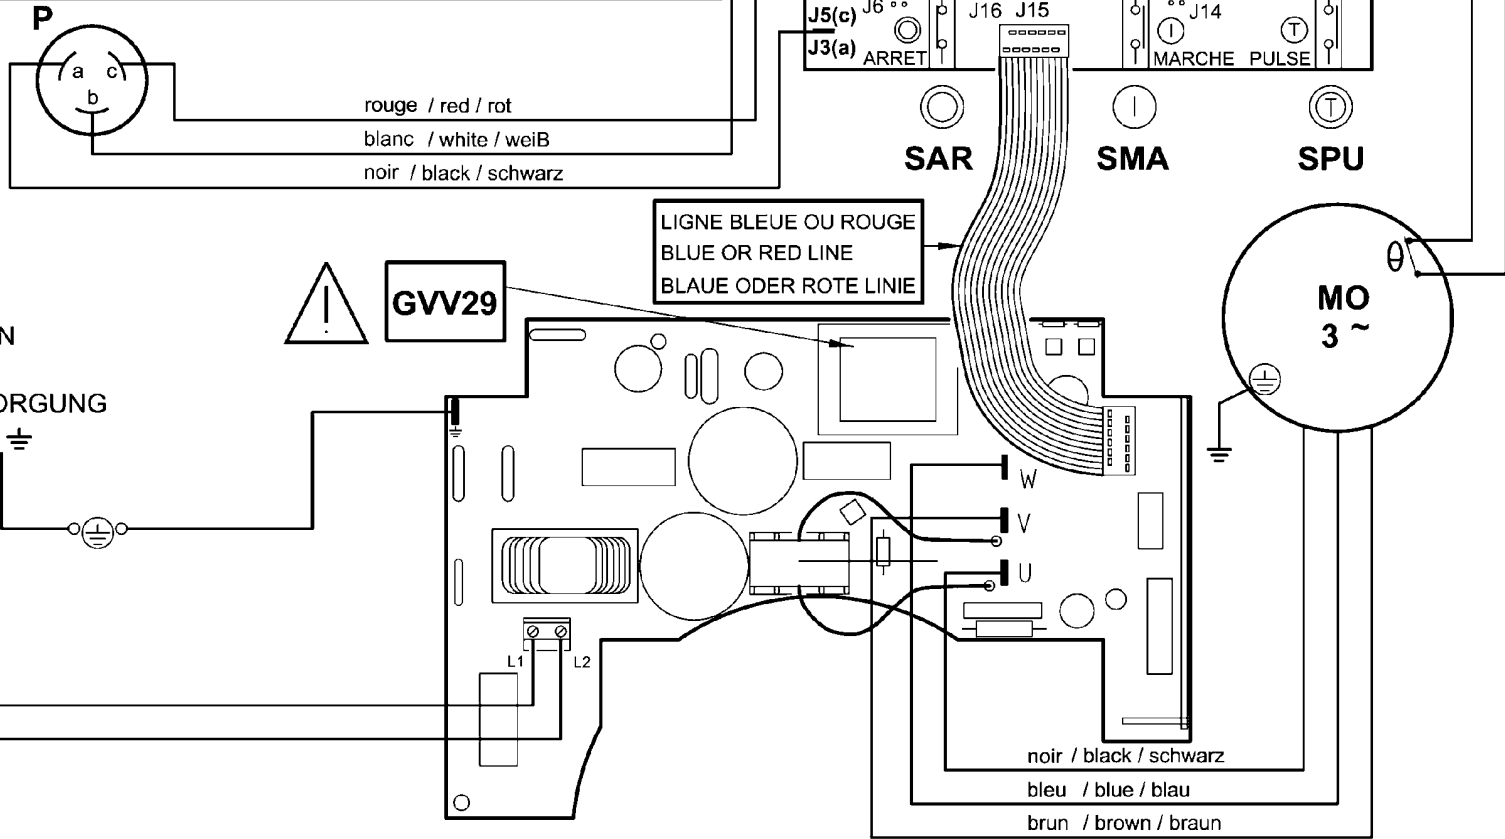 P
a c
b
rouge / red / rot
blanc / white / weiB
noir / black / schwarz
J5(c)
J3(a)
J6
ARRET
J16 J15
J14
I
MARCHE
T
PULSE
I
T
SAR
SMA
SPU
LIGNE BLEUE OU ROUGE
BLUE OR RED LINE
BLAUE ODER ROTE LINIE
GVV29
θ
MO
3 ~
N
ORGUNG
W
V
U
L1
L2
noir / black / schwarz
bleu / blue / blau
brun / brown / braun